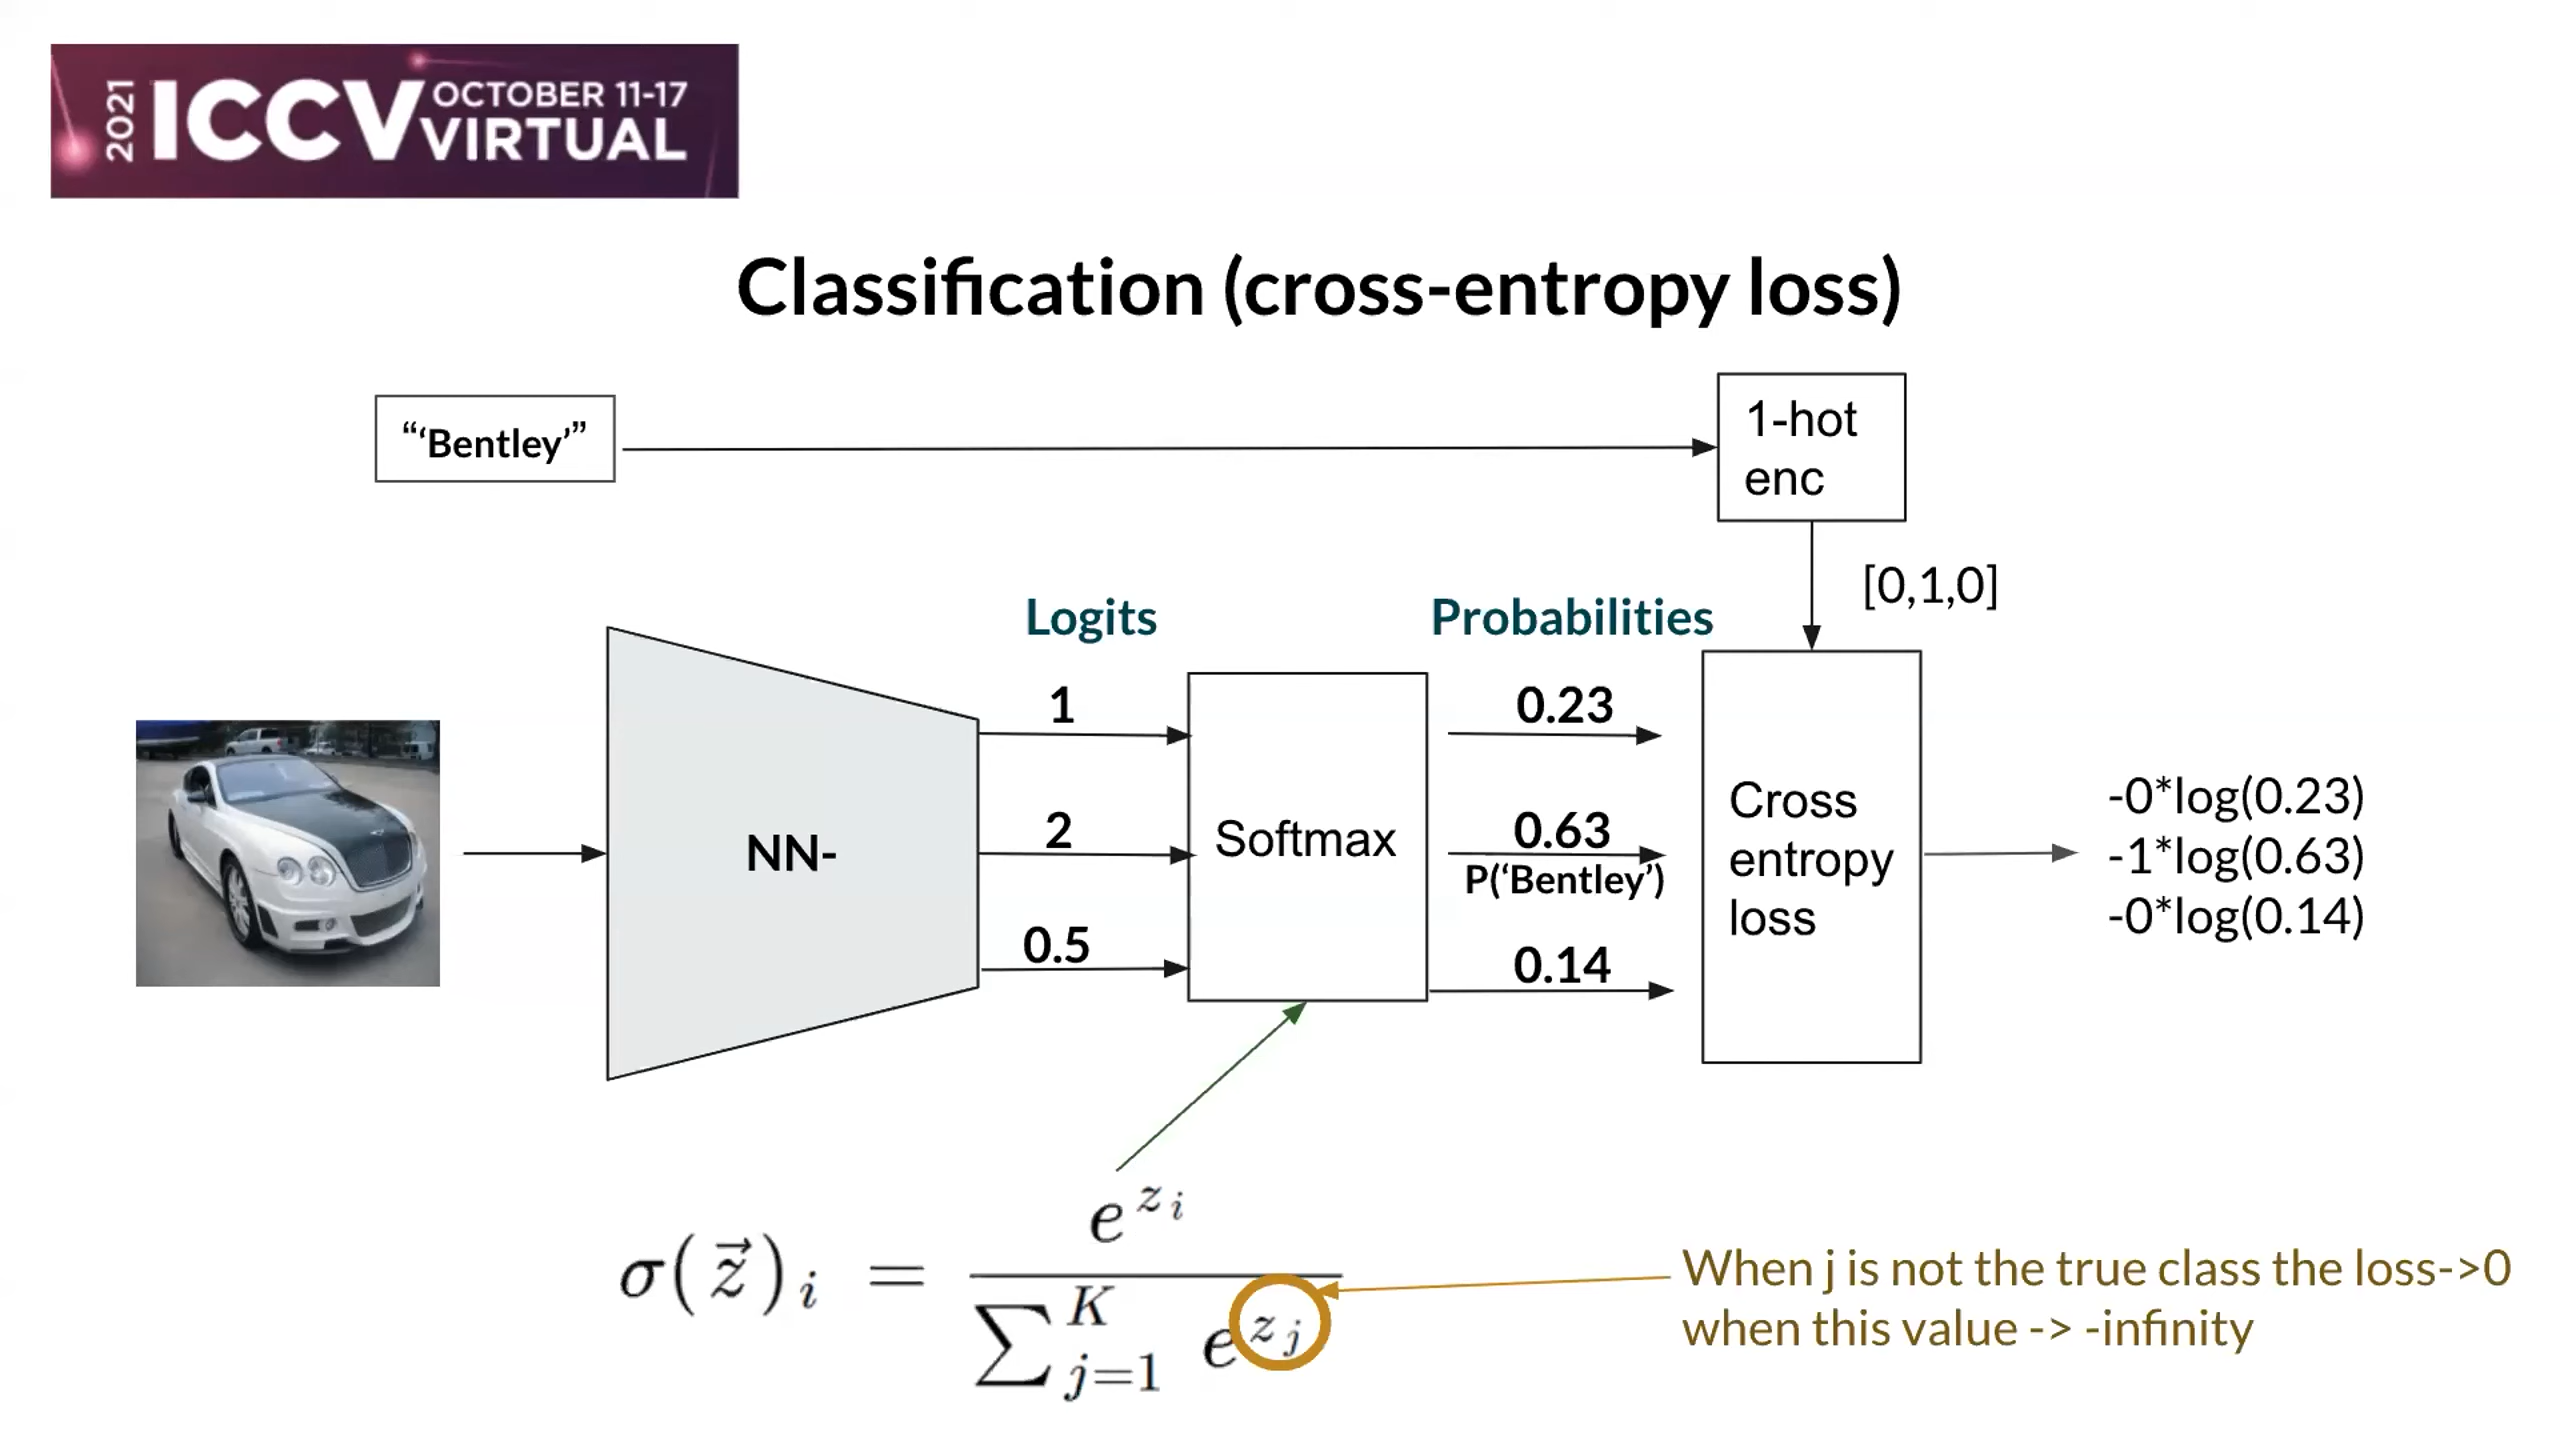 2021 ICCV OCTOBER 11-17 VIRTUAL
Classification (cross-entropy loss)
“‘Bentley’”
1-hot
enc
[0,1,0]
Logits
Probabilities
1
2
0.5
NN-
Softmax
0.23
0.63
P(‘Bentley’)
0.14
Cross
entropy
loss
-0*log(0.23)
-1*log(0.63)
-0*log(0.14)
σ(z⃗)_i = e^{z_i} / ∑_{j=1}^{K} e^{z_j}
When j is not the true class the loss->0
when this value -> -infinity